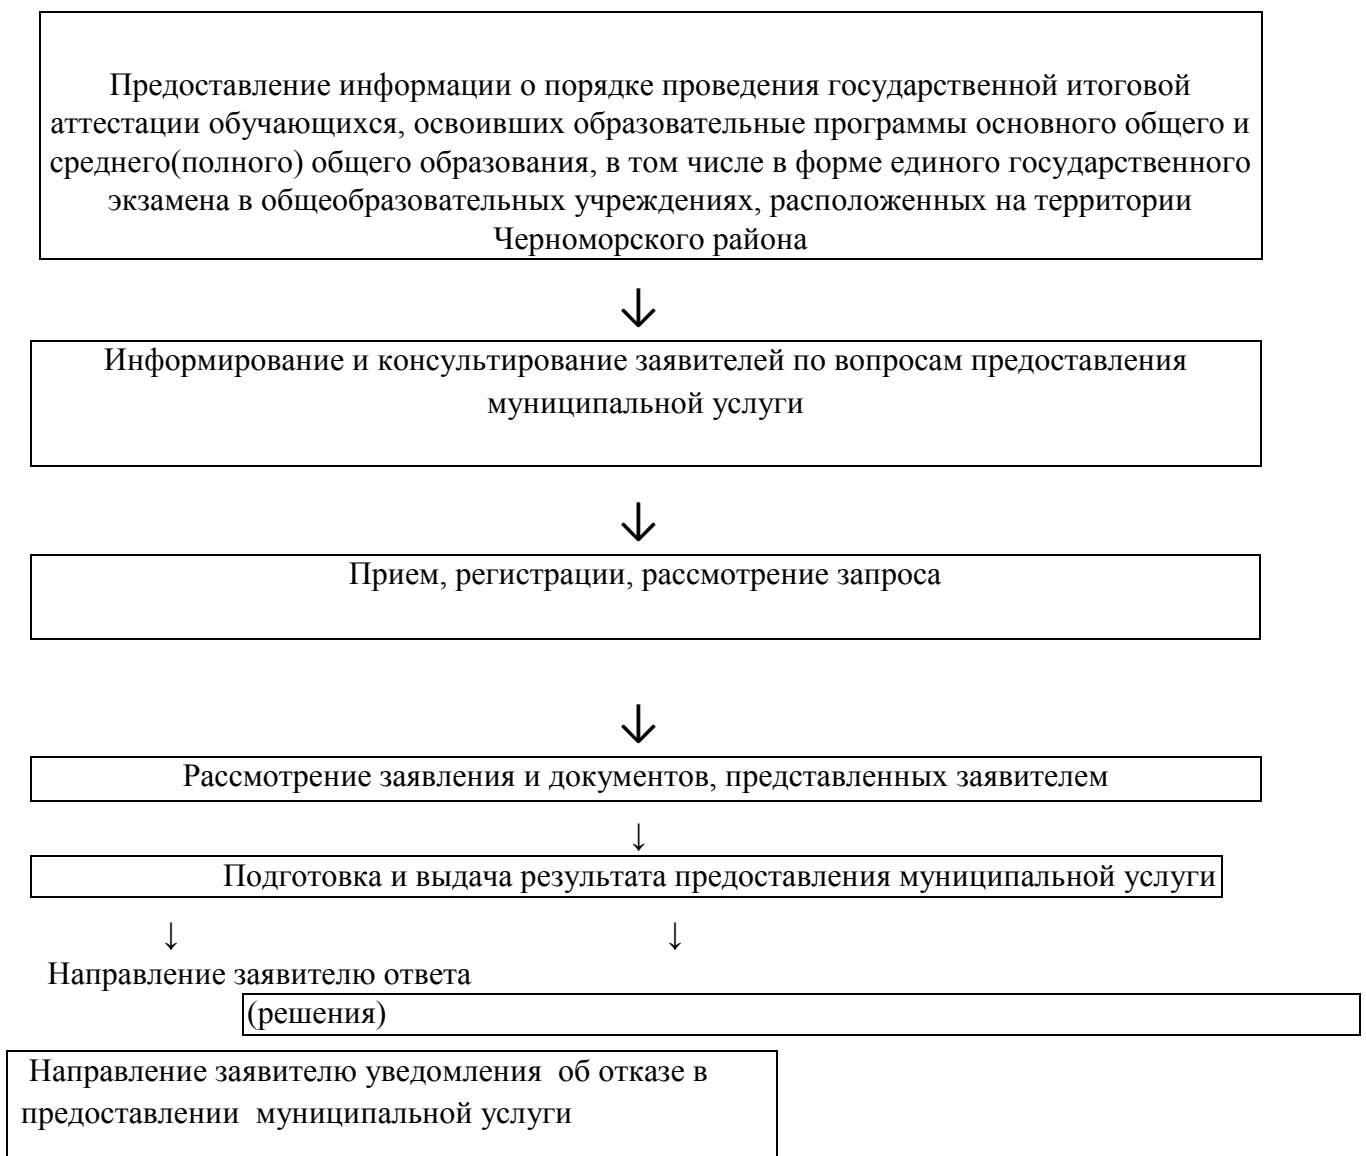 Предоставление информации о порядке проведения государственной итоговой
аттестации обучающихся, освоивших образовательные программы основного общего и
среднего(полного) общего образования, в том числе в форме единого государственного
экзамена в общеобразовательных учреждениях, расположенных на территории
Черноморского района
↓
Информирование и консультирование заявителей по вопросам предоставления
муниципальной услуги
↓
Прием, регистрации, рассмотрение запроса
↓
Рассмотрение заявления и документов, представленных заявителем
↓
Подготовка и выдача результата предоставления муниципальной услуги
↓ ↓
Направление заявителю ответа
(решения)
Направление заявителю уведомления об отказе в
предоставлении муниципальной услуги